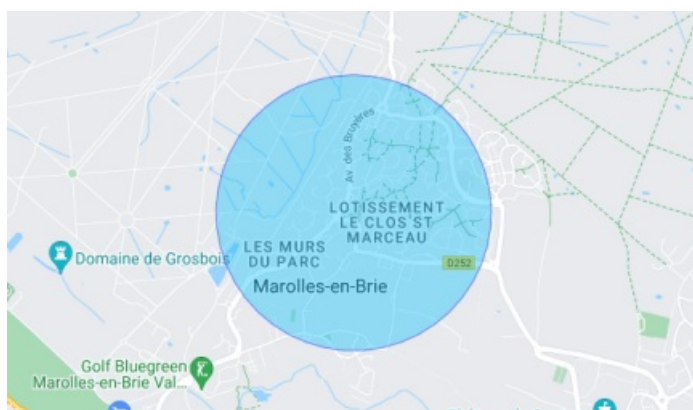 Av. des Bruyères
LOTISSEMENT
LE CLOS ST
MARCEAU
LES MURS
DU PARC
Domaine de Grosbois
D252
Marolles-en-Brie
Golf Bluegreen
Marolles-en-Brie Val...